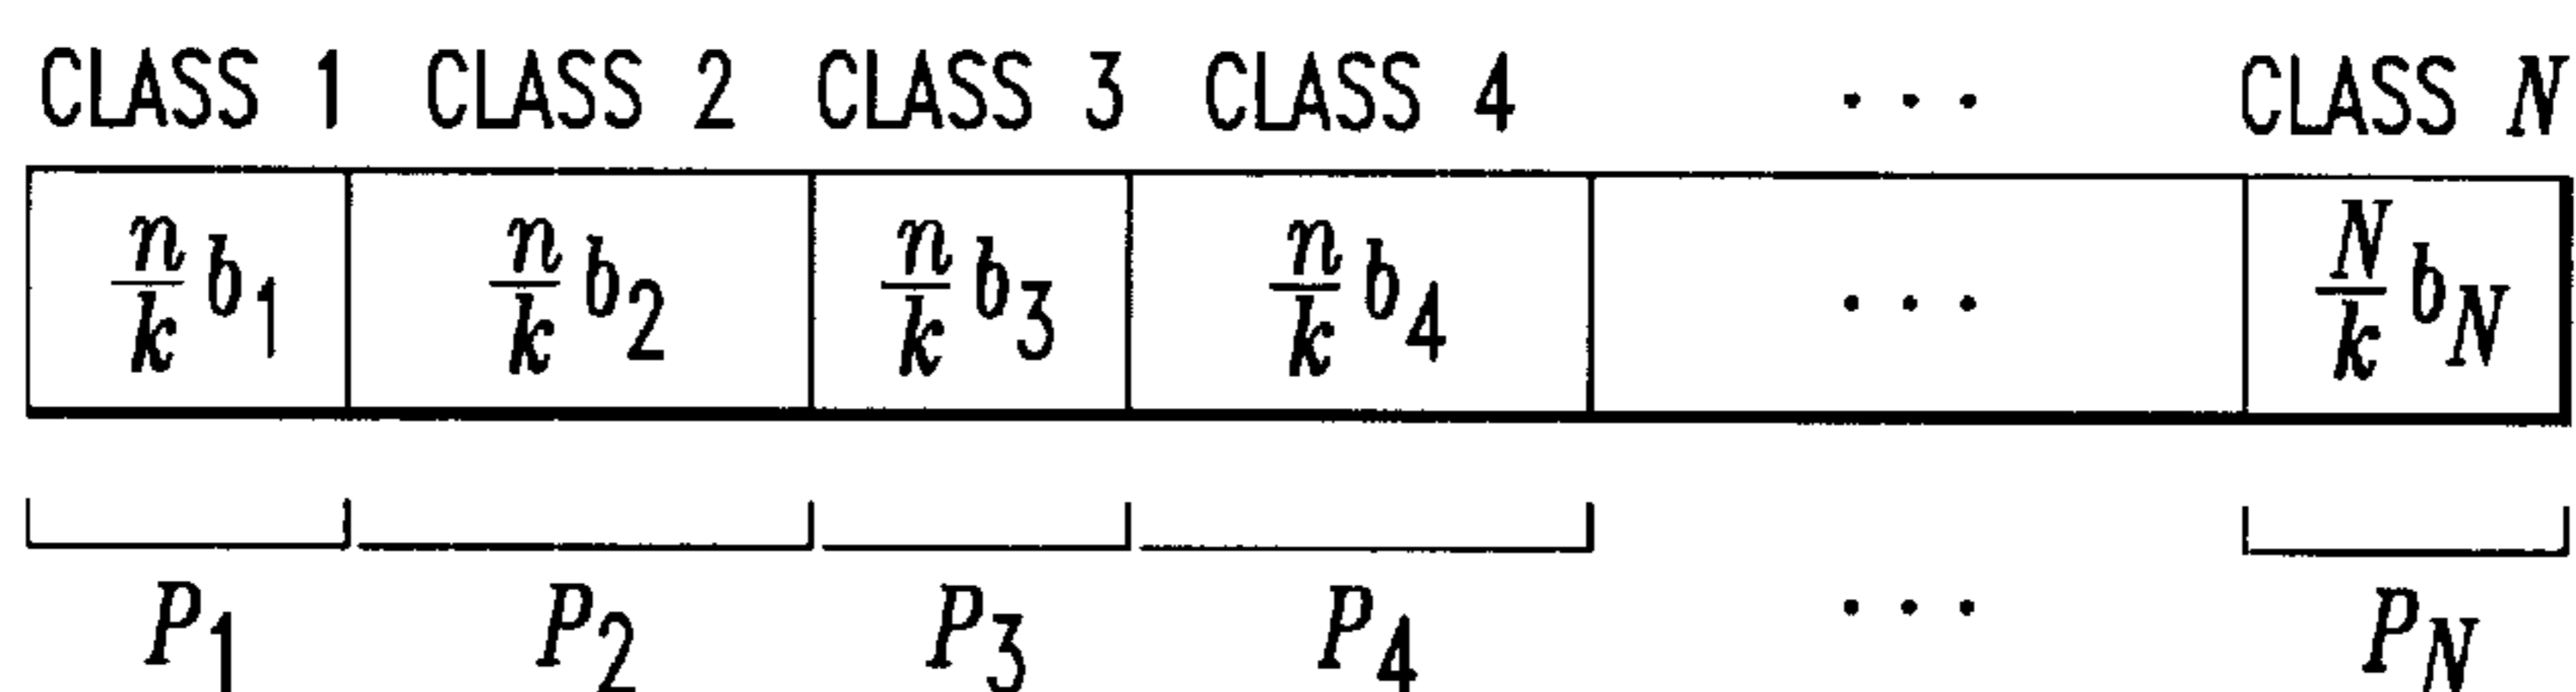 CLASS 1 CLASS 2 CLASS 3 CLASS 4 ... CLASS N
n/k b1 n/k b2 n/k b3 n/k b4 ... N/k bN
P1 P2 P3 P4 ... PN